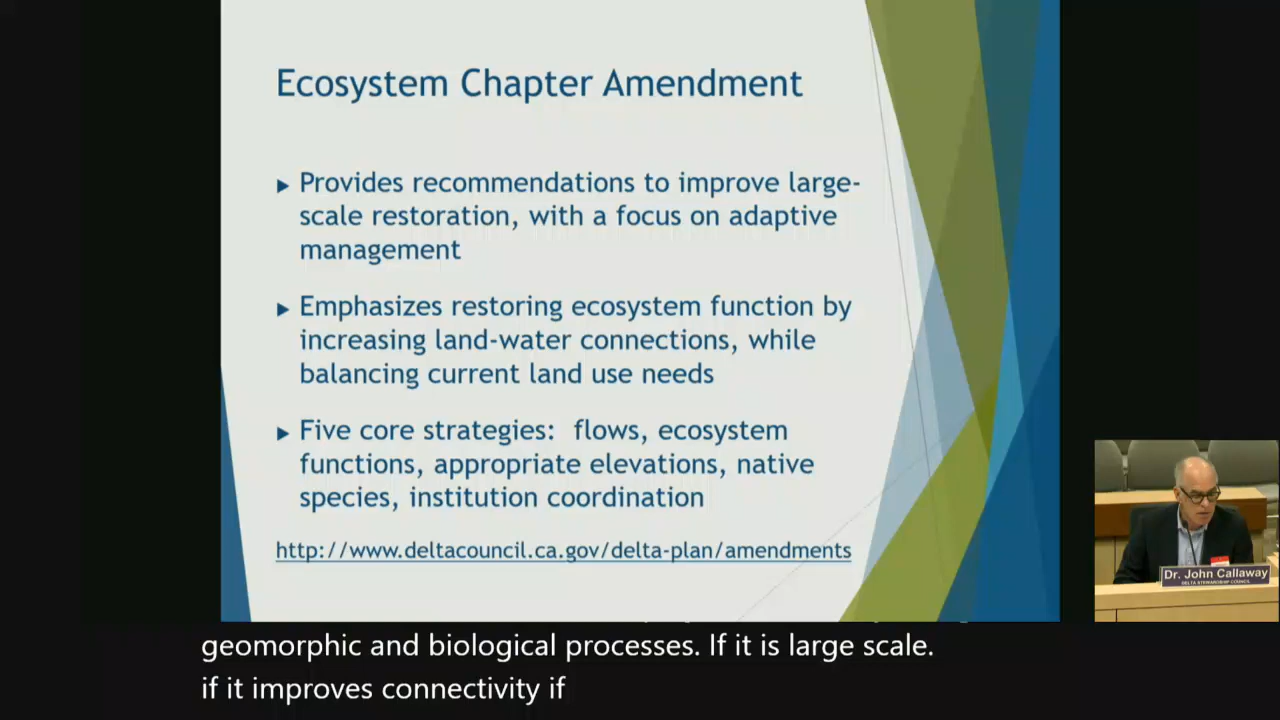 Ecosystem Chapter Amendment
Provides recommendations to improve large-
scale restoration, with a focus on adaptive
management
Emphasizes restoring ecosystem function by
increasing land-water connections, while
balancing current land use needs
Five core strategies: flows, ecosystem
functions, appropriate elevations, native
species, institution coordination
http://www.deltacouncil.ca.gov/delta-plan/amendments
Dr. John Callaway
DELTA STEWARDSHIP COUNCIL
geomorphic and biological processes. If it is large scale.
if it improves connectivity if